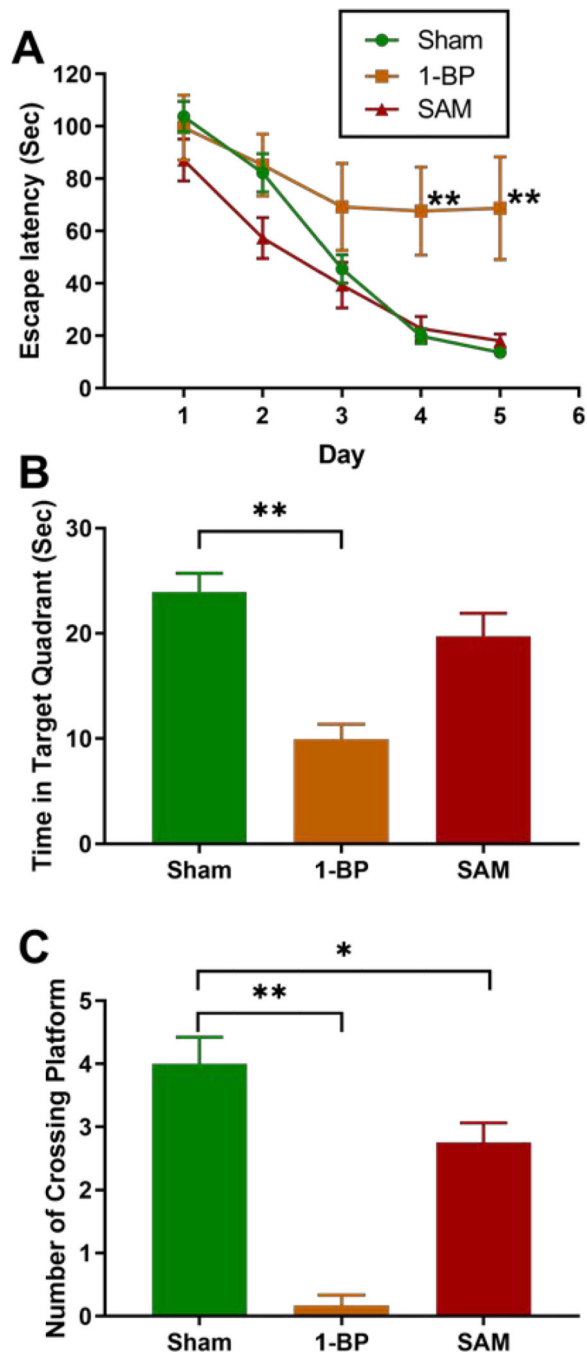 A
Sham
1-BP
SAM
Escape latency (Sec)
120
100
80
60
40
20
0
**
**
1 2 3 4 5 6
Day
B
Time in Target Quadrant (Sec)
30
20
10
0
**
Sham 1-BP SAM
C
Number of Crossing Platform
5
4
3
2
1
0
*
**
Sham 1-BP SAM